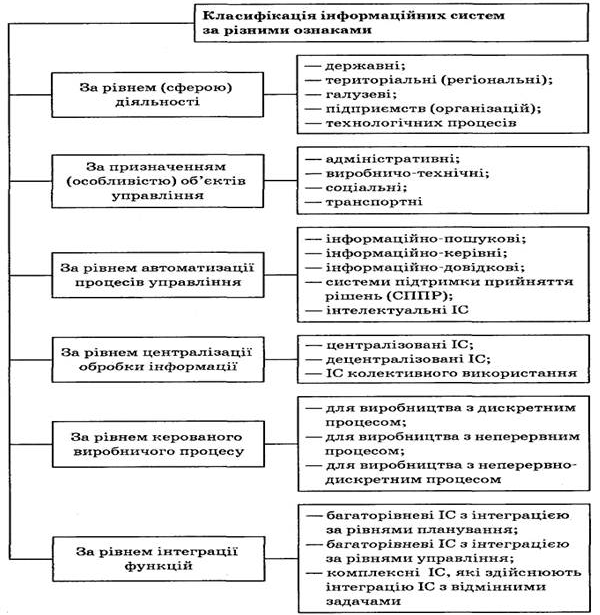 Класифікація інформаційних систем
за різними ознаками
За рівнем (сферою)
діяльності
— державні;
— територіальні (регіональні);
— галузеві;
— підприємств (організацій);
— технологічних процесів
За призначенням
(особливістю) об’єктів
управління
— адміністративні;
— виробничо-технічні;
— соціальні;
— транспортні
За рівнем автоматизації
процесів управління
— інформаційно-пошукові;
— інформаційно-керівні;
— інформаційно-довідкові;
— системи підтримки прийняття
рішень (СППР);
— інтелектуальні ІС
За рівнем централізації
обробки інформації
— централізовані ІС;
— децентралізовані ІС;
— ІС колективного використання
За рівнем керованого
виробничого процесу
— для виробництва з дискретним
процесом;
— для виробництва з неперервним
процесом;
— для виробництва з неперервно-
дискретним процесом
За рівнем інтеграції
функцій
— багаторівневі ІС з інтеграцією
за рівнями планування;
— багаторівневі ІС з інтеграцією
за рівнями управління;
— комплексні ІС, які здійснюють
інтеграцію ІС з відмінними
задачами